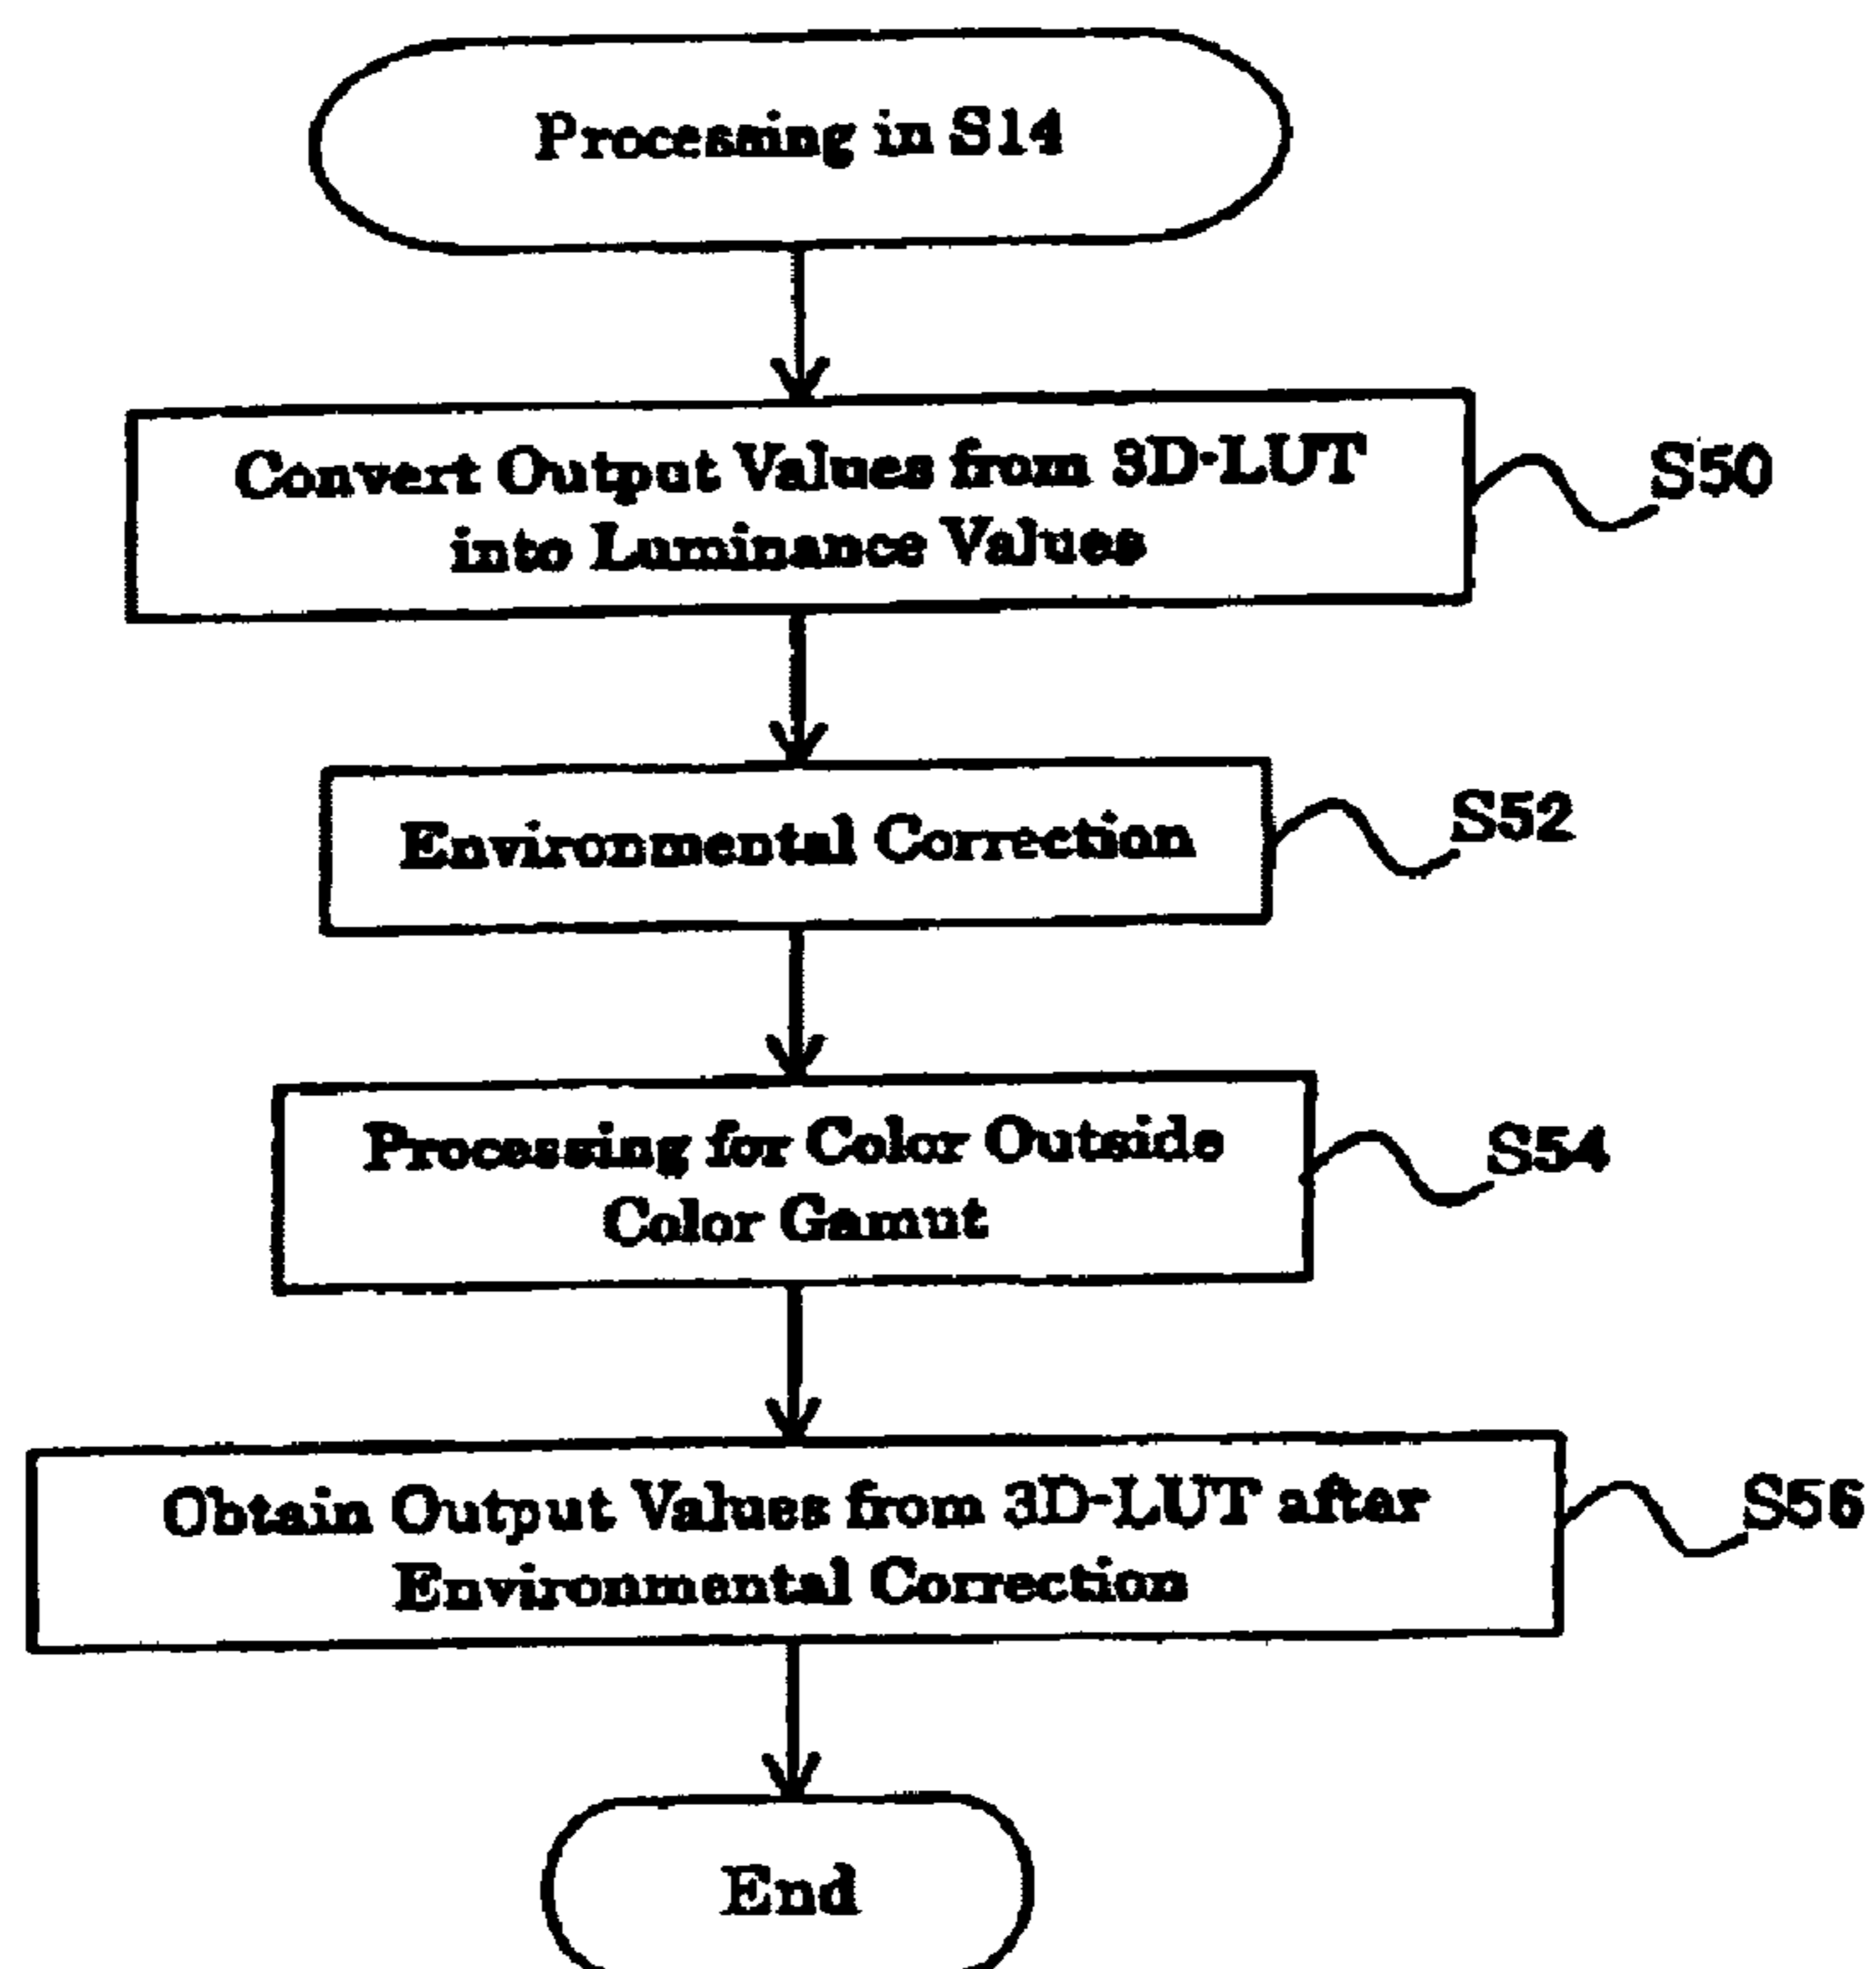 Processing in S14
Convert Output Values from 3D-LUT
into Luminance Values
S50
Environmental Correction
S52
Processing for Color Outside
Color Gamut
S54
Obtain Output Values from 3D-LUT after
Environmental Correction
S56
End